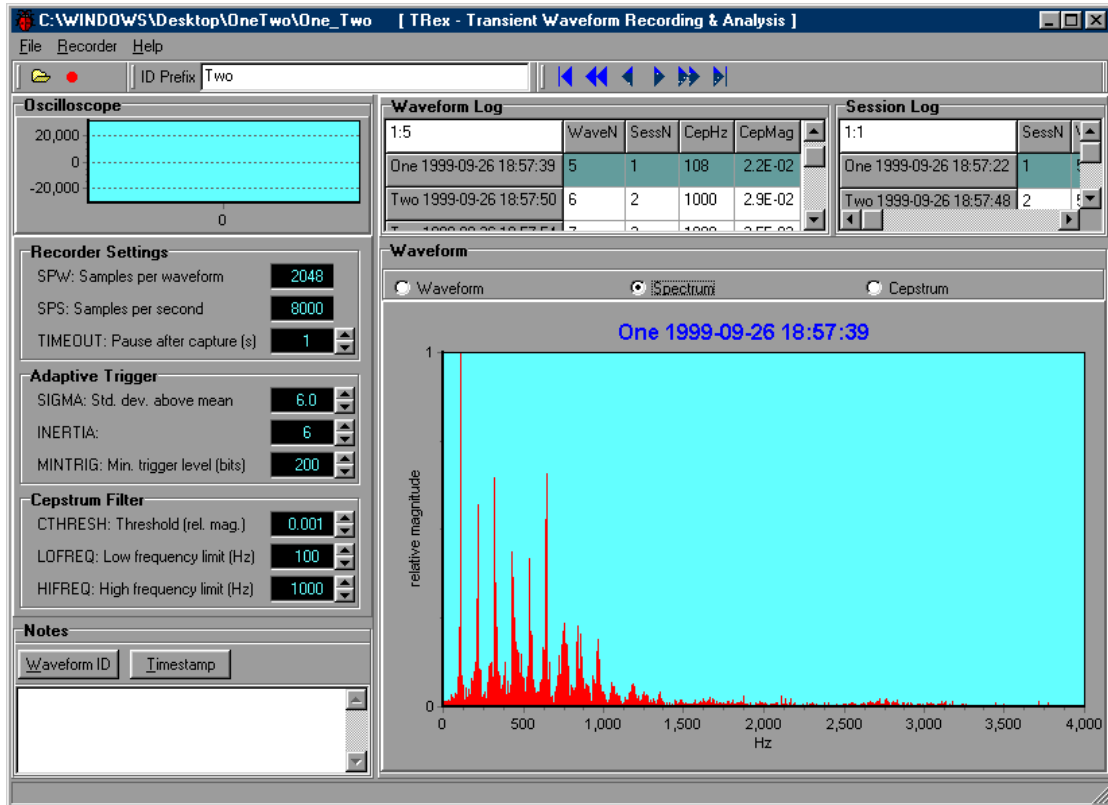 C:\WINDOWS\Desktop\OneTwo\One_Two [ TRex - Transient Waveform Recording & Analysis ]
File Recorder Help
ID Prefix Two
Oscilloscope
20,000
0
-20,000
0
Waveform Log
1:5 WaveN SessN CepHz CepMag
One 1999-09-26 18:57:39 5 1 108 2.2E-02
Two 1999-09-26 18:57:50 6 2 1000 2.9E-02
Session Log
1:1 SessN
One 1999-09-26 18:57:22 1
Two 1999-09-26 18:57:48 2
Recorder Settings
SPW: Samples per waveform 2048
SPS: Samples per second 8000
TIMEOUT: Pause after capture (s) 1
Adaptive Trigger
SIGMA: Std. dev. above mean 6.0
INERTIA: 6
MINTRIG: Min. trigger level (bits) 200
Cepstrum Filter
CTHRESH: Threshold (rel. mag.) 0.001
LOFREQ: Low frequency limit (Hz) 100
HIFREQ: High frequency limit (Hz) 1000
Notes
Waveform ID Timestamp
Waveform
Waveform Spectrum Cepstrum
One 1999-09-26 18:57:39
1
relative magnitude
0
0 500 1,000 1,500 2,000 2,500 3,000 3,500 4,000
Hz